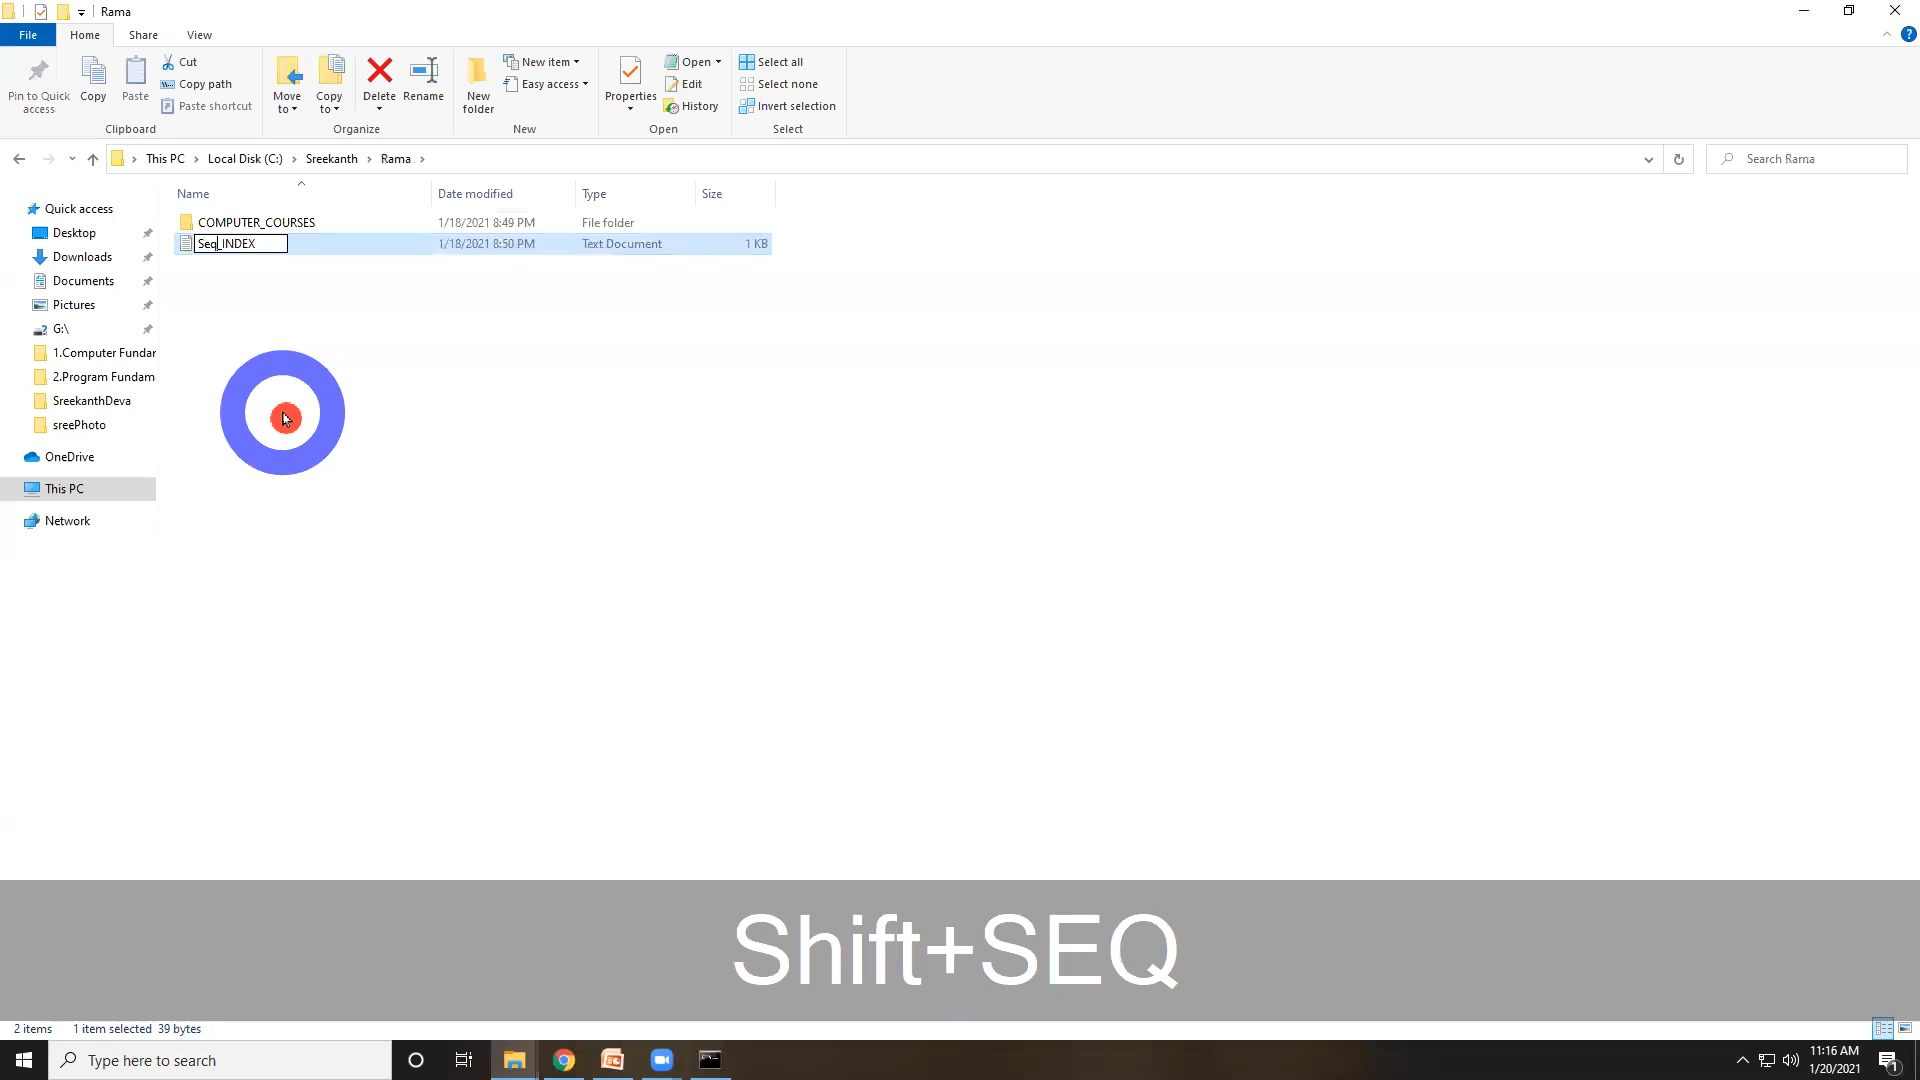 Rama
File Home Share View
Pin to Quick access
Copy
Paste
Cut
Copy path
Paste shortcut
Clipboard
Move to
Copy to
Delete
Rename
Organize
New folder
New item
Easy access
New
Properties
Open
Edit
History
Open
Select all
Select none
Invert selection
Select
This PC Local Disk (C:) Sreekanth Rama
Search Rama
Name Date modified Type Size
COMPUTER_COURSES 1/18/2021 8:49 PM File folder
Seq_INDEX 1/18/2021 8:50 PM Text Document 1 KB
Quick access
Desktop
Downloads
Documents
Pictures
G:\
1.Computer Fundar
2.Program Fundam
SreekanthDeva
sreePhoto
OneDrive
This PC
Network
Shift+SEQ
2 items 1 item selected 39 bytes
Type here to search
11:16 AM
1/20/2021
1